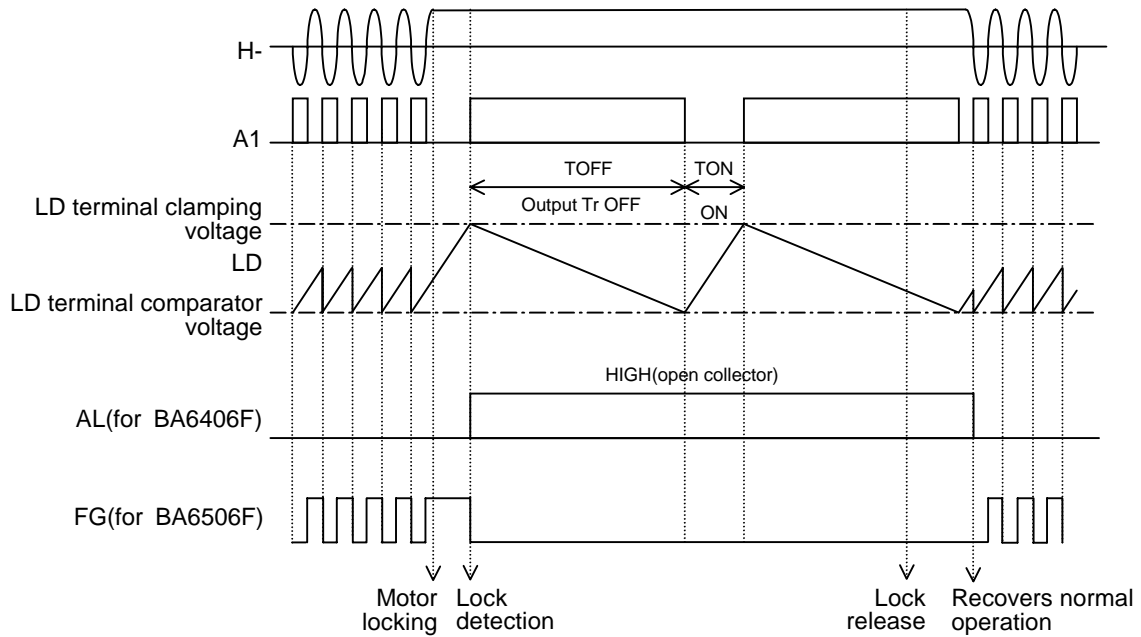 H-
A1
TOFF
TON
Output Tr OFF
ON
LD terminal clamping
voltage
LD
LD terminal comparator
voltage
HIGH(open collector)
AL(for BA6406F)
FG(for BA6506F)
Motor
locking
Lock
detection
Lock
release
Recovers normal
operation